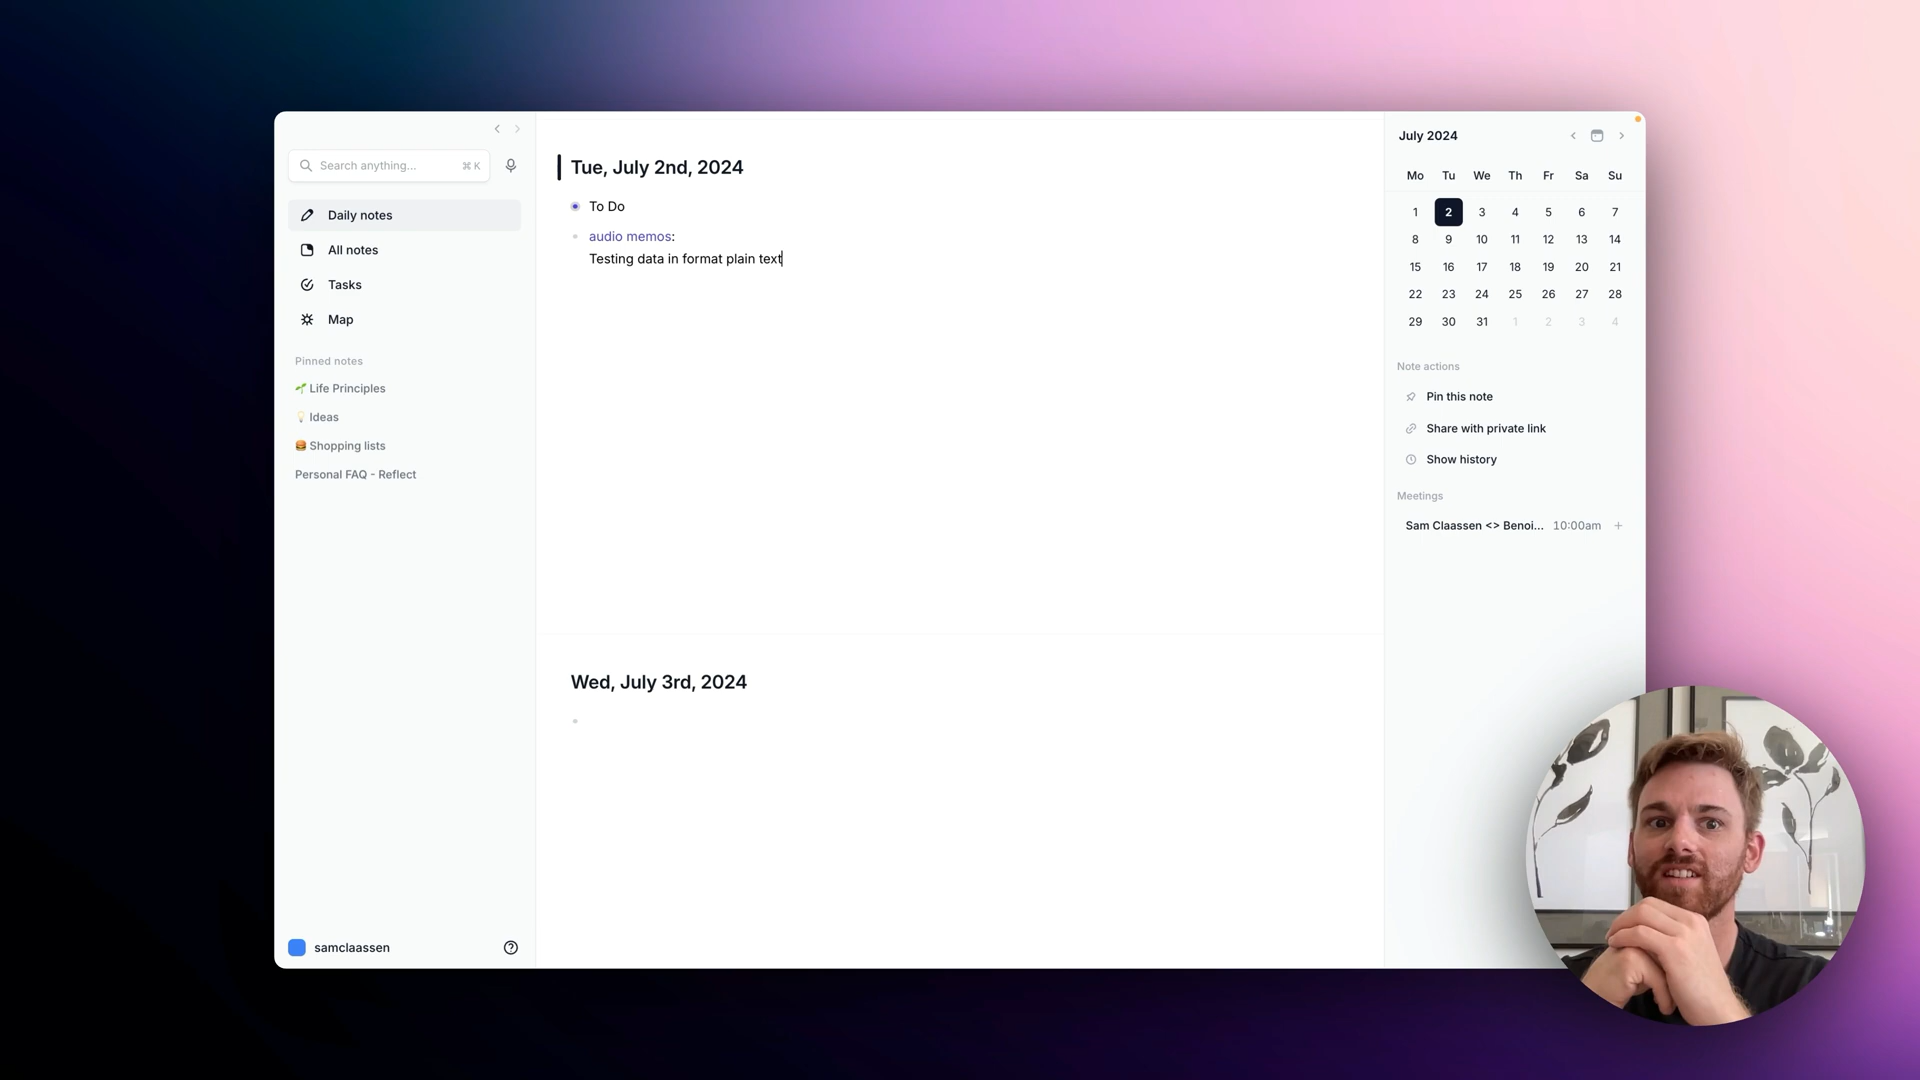 Search anything... ⌘ K
Daily notes
All notes
Tasks
Map
Pinned notes
🌱 Life Principles
💡 Ideas
🍔 Shopping lists
Personal FAQ - Reflect
samclaassen
Tue, July 2nd, 2024
To Do
audio memos:
Testing data in format plain text
Wed, July 3rd, 2024
July 2024
Mo Tu We Th Fr Sa Su
1 2 3 4 5 6 7
8 9 10 11 12 13 14
15 16 17 18 19 20 21
22 23 24 25 26 27 28
29 30 31 1 2 3 4
Note actions
Pin this note
Share with private link
Show history
Meetings
Sam Claassen <> Benoi... 10:00am +